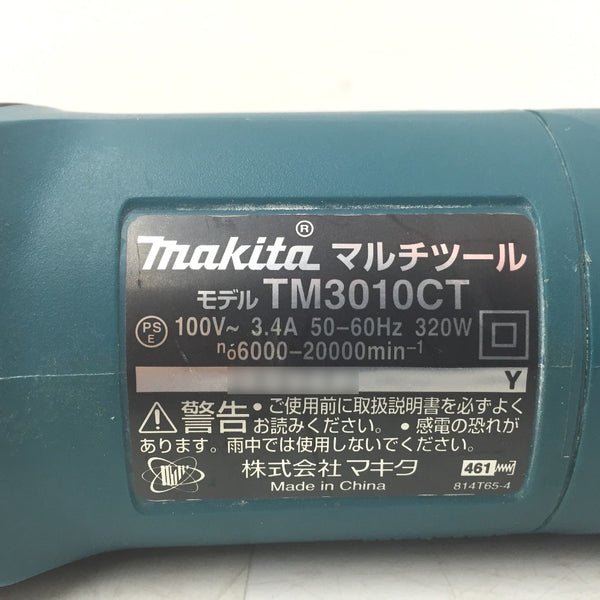 makita® マルチツール
モデル TM3010CT
PS E 100V~ 3.4A 50-60Hz 320W
n₀6000-20000min⁻¹
Y
警告 ・ご使用前に取扱説明書を必ずよく
お読みください。 ・感電の恐れが
あります。雨中では使用しないでください。
株式会社 マキタ 461
Made in China 814T65-4